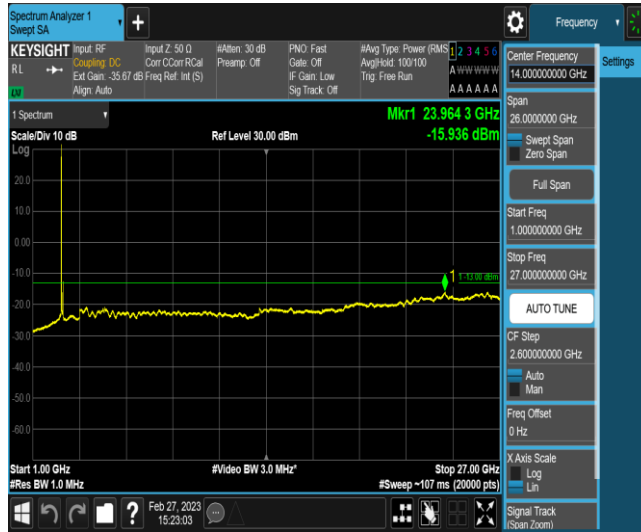 Spectrum Analyzer 1
Swept SA
+
Frequency
KEYSIGHT
RL
Input: RF
Coupling: DC
Ext Gain: -35.67 dB
Align: Auto
Input Z: 50 Ω
Corr CCorr RCal
Freq Ref: Int (S)
#Atten: 30 dB
Preamp: Off
PNO: Fast
Gate: Off
IF Gain: Low
Sig Track: Off
#Avg Type: Power (RMS
Avg|Hold: 100/100
Trig: Free Run
1 2 3 4 5 6
A W W W W W
A A A A A A
LXI
1 Spectrum
Scale/Div 10 dB
Log
Ref Level 30.00 dBm
Mkr1 23.964 3 GHz
-15.936 dBm
20.0
10.0
0.00
-10.0
-20.0
-30.0
-40.0
-50.0
-60.0
1
1 -13.00 dBm
Start 1.00 GHz
#Res BW 1.0 MHz
#Video BW 3.0 MHz*
Stop 27.00 GHz
#Sweep ~107 ms (20000 pts)
Center Frequency
14.000000000 GHz
Settings
Span
26.0000000 GHz
Swept Span
Zero Span
Full Span
Start Freq
1.000000000 GHz
Stop Freq
27.000000000 GHz
AUTO TUNE
CF Step
2.600000000 GHz
Auto
Man
Freq Offset
0 Hz
X Axis Scale
Log
Lin
Signal Track
(Span Zoom)
?
Feb 27, 2023
15:23:03